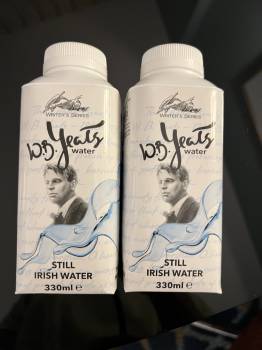 WRITER'S SERIES
W.B. Yeats
water
STILL
IRISH WATER
330ml e
WRITER'S SERIES
W.B. Yeats
water
STILL
IRISH WATER
330ml e